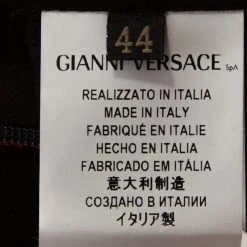 44
GIANNI VERSACE SpA
REALIZZATO IN ITALIA
MADE IN ITALY
FABRIQUÉ EN ITALIE
HECHO EN ITALIA
FABRICADO EM ITÁLIA
意大利制造
СОЗДАНО В ИТАЛИИ
イタリア製